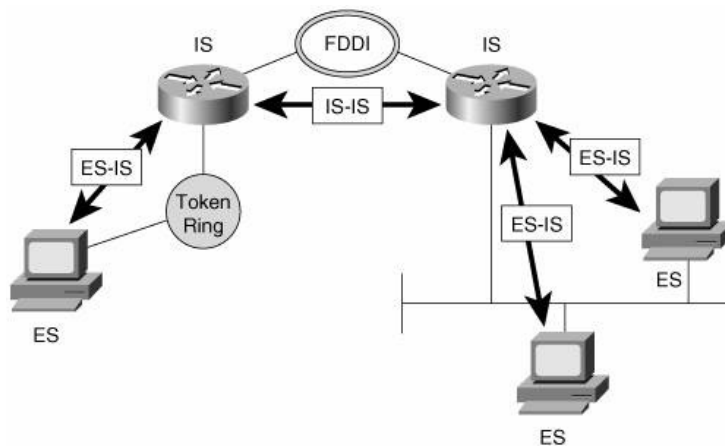 IS
FDDI
IS
IS-IS
ES-IS
ES-IS
Token
Ring
ES-IS
ES
ES
ES